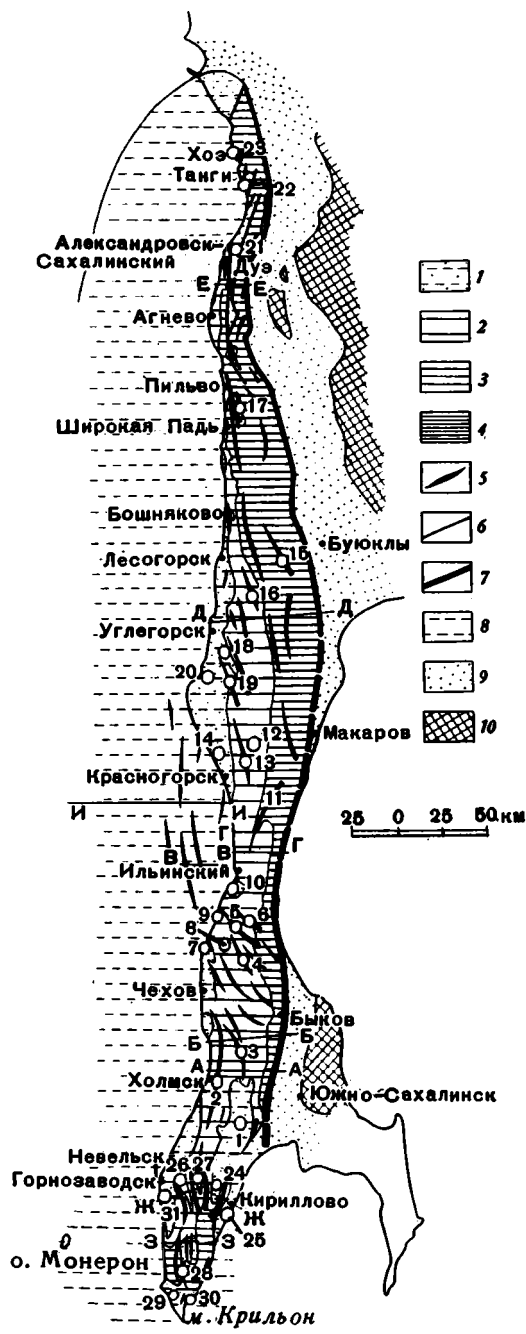 Хоэ
23
Танги
22
Александровск-
Сахалинский
21
Дуэ
Е
Е
Агнево
Пильво
17
Широкая Падь
Бошняково
Буюклы
Лесогорск
15
16
Д
Д
Углегорск
18
20
19
Макаров
12
14
13
Красногорск
11
И
И
Г
В
В
Г
Ильинский
10
9
5
6
8
7
4
Чехов
Быков
Б
Б
3
А
А
Холмск
2
Южно-Сахалинск
1
Невельск
26
27
24
Горнозаводск
Кириллово
Ж
31
Ж
25
З
З
о. Монерон
28
29
30
м. Крильон
1
2
3
4
5
6
7
8
9
10
25 0 25 50 км